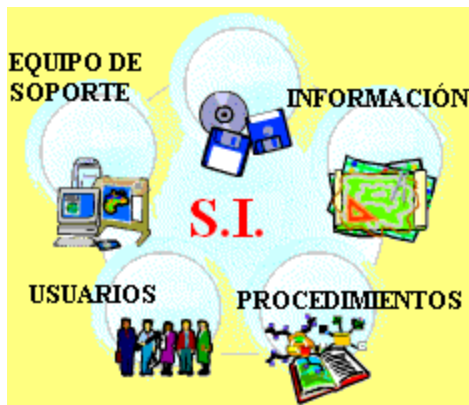 EQUIPO DE
SOPORTE
INFORMACIÓN
S.I.
USUARIOS
PROCEDIMIENTOS